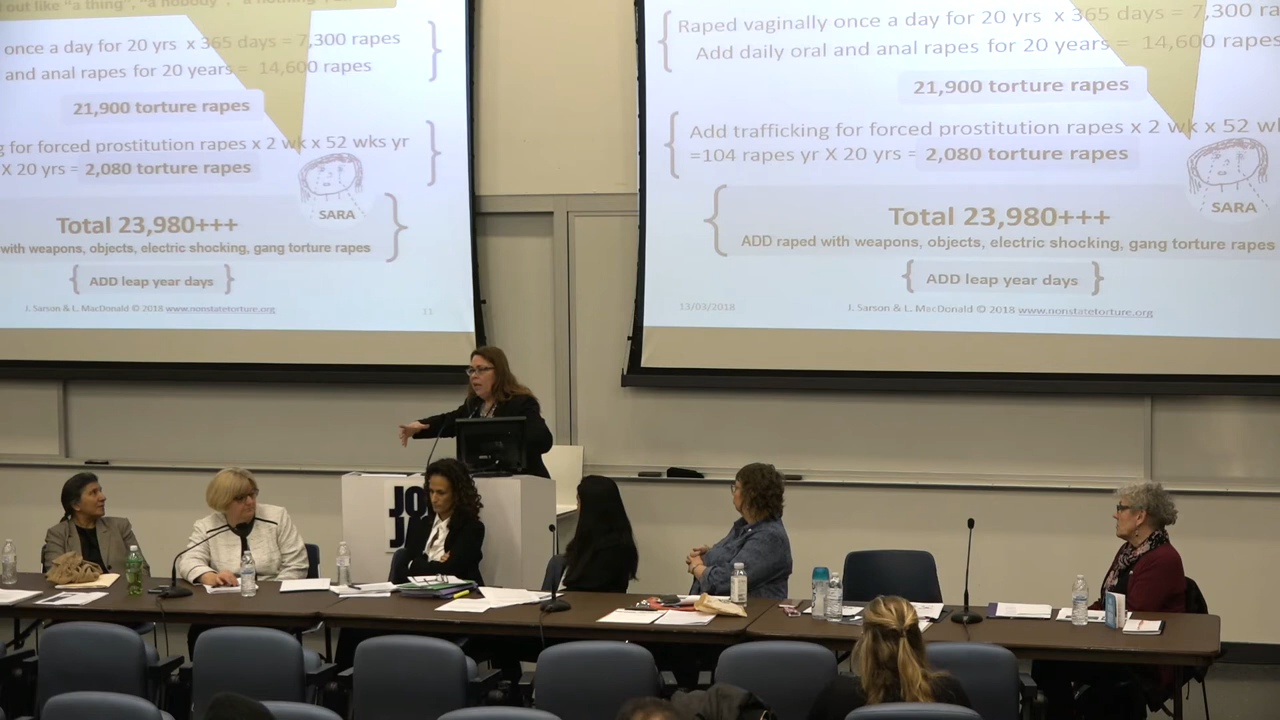 out like "a thing", "a nobody", "a nothing",
once a day for 20 yrs x 365 days = 7,300 rapes
and anal rapes for 20 years = 14,600 rapes
21,900 torture rapes
for forced prostitution rapes x 2 wk x 52 wks yr
X 20 yrs = 2,080 torture rapes
SARA
Total 23,980+++
with weapons, objects, electric shocking, gang torture rapes
ADD leap year days
J. Sarson & L. MacDonald © 2018 www.nonstatetorture.org
11
Raped vaginally once a day for 20 yrs x 365 days = 7,300
Add daily oral and anal rapes for 20 years = 14,600 rapes
21,900 torture rapes
Add trafficking for forced prostitution rapes x 2 wk x 52
=104 rapes yr X 20 yrs = 2,080 torture rapes
SARA
Total 23,980+++
ADD raped with weapons, objects, electric shocking, gang torture rapes
ADD leap year days
13/03/2018
J. Sarson & L. MacDonald © 2018 www.nonstatetorture.org
JO
J